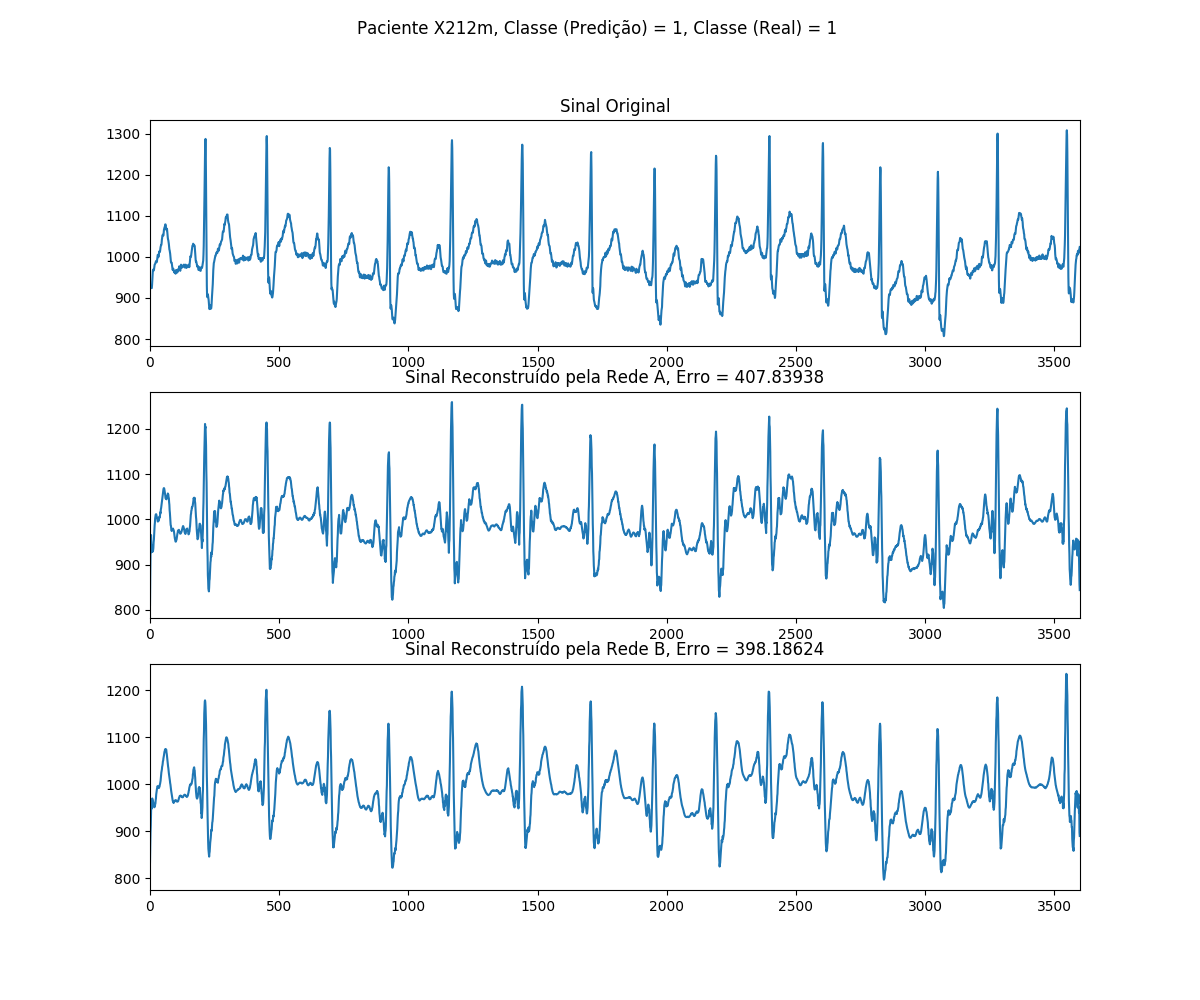 Paciente X212m, Classe (Predição) = 1, Classe (Real) = 1
Sinal Original
1300
1200
1100
1000
900
800
0 500 1000 1500 2000 2500 3000 3500
Sinal Reconstruído pela Rede A, Erro = 407.83938
1200
1100
1000
900
800
0 500 1000 1500 2000 2500 3000 3500
Sinal Reconstruído pela Rede B, Erro = 398.18624
1200
1100
1000
900
800
0 500 1000 1500 2000 2500 3000 3500